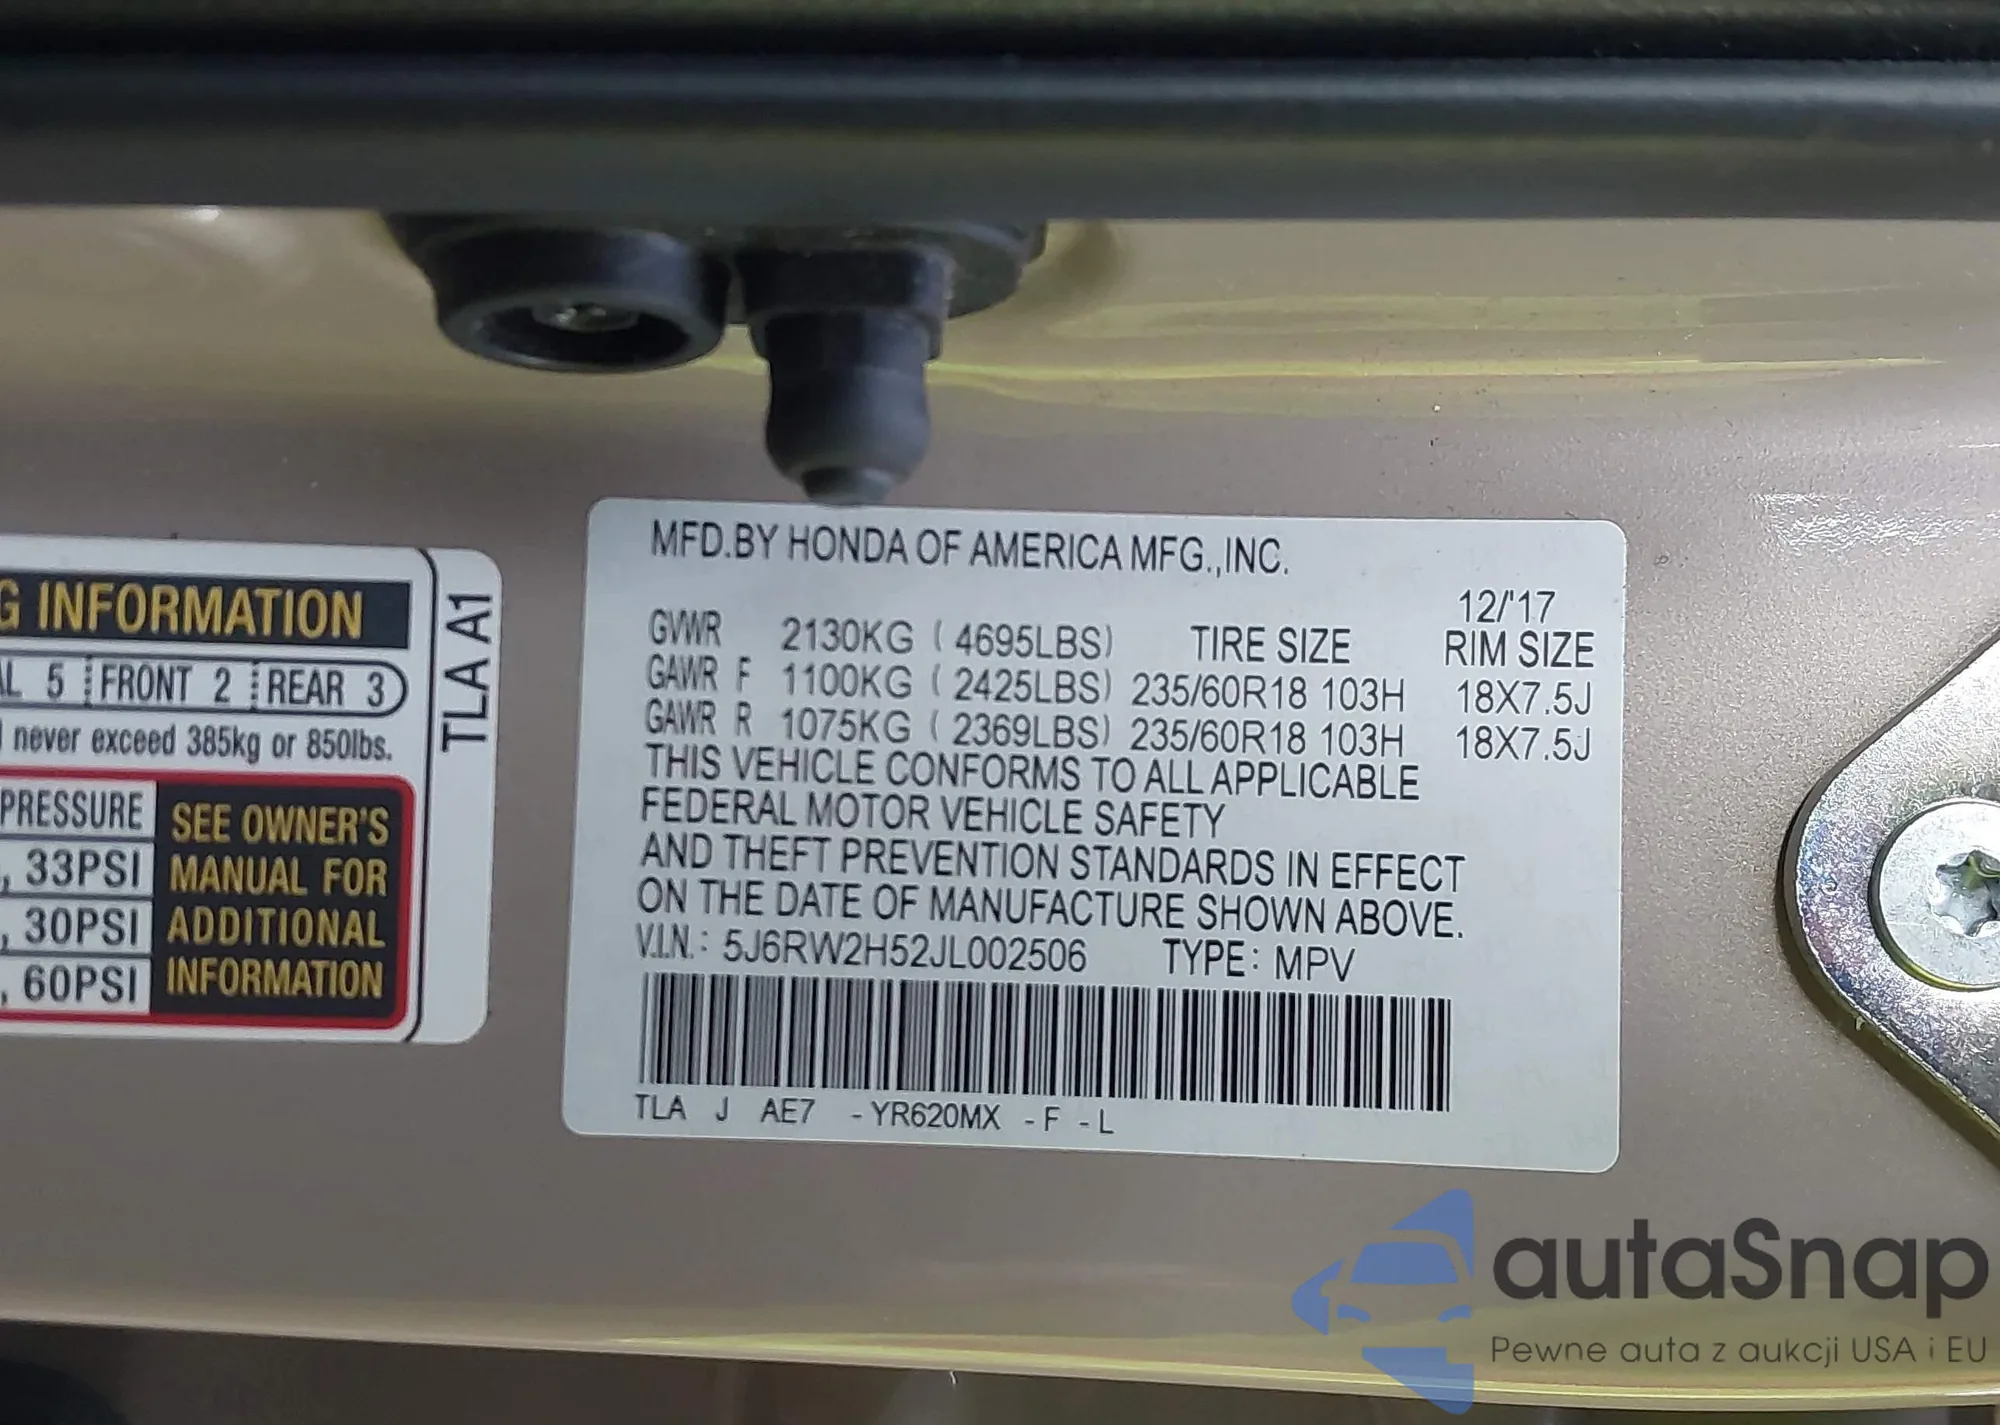 G INFORMATION
AL 5 FRONT 2 REAR 3
never exceed 385kg or 850lbs.
PRESSURE
, 33PSI
, 30PSI
, 60PSI
SEE OWNER'S
MANUAL FOR
ADDITIONAL
INFORMATION
TLA A1
MFD.BY HONDA OF AMERICA MFG.,INC.
12/'17
GVWR 2130KG ( 4695LBS) TIRE SIZE RIM SIZE
GAWR F 1100KG ( 2425LBS) 235/60R18 103H 18X7.5J
GAWR R 1075KG ( 2369LBS) 235/60R18 103H 18X7.5J
THIS VEHICLE CONFORMS TO ALL APPLICABLE
FEDERAL MOTOR VEHICLE SAFETY
AND THEFT PREVENTION STANDARDS IN EFFECT
ON THE DATE OF MANUFACTURE SHOWN ABOVE.
V.I.N.: 5J6RW2H52JL002506 TYPE: MPV
TLA J AE7 -YR620MX -F -L
autaSnap
Pewne auta z aukcji USA i EU